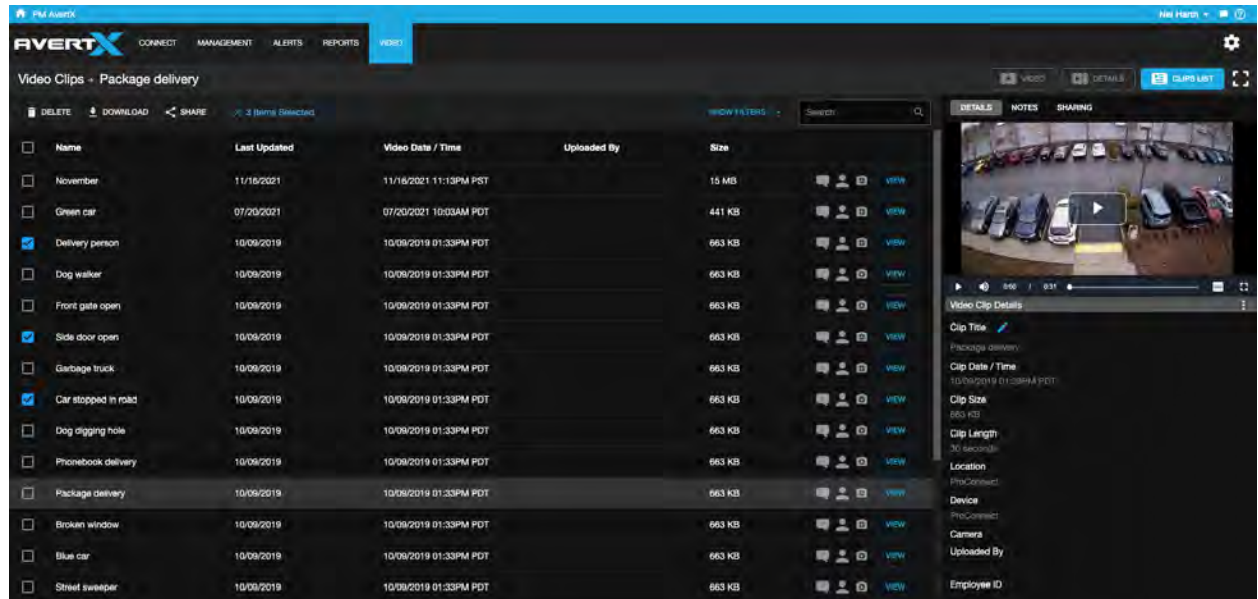 PM AvertX Nel Harth
AVERTX CONNECT MANAGEMENT ALERTS REPORTS VIDEO
Video Clips - Package delivery VIDEO DETAILS CLIPS LIST
DELETE DOWNLOAD SHARE 3 Items Selected SHOW FILTERS Search DETAILS NOTES SHARING
Name Last Updated Video Date / Time Uploaded By Size
November 11/16/2021 11/16/2021 11:13PM PST 15 MB VIEW
Green car 07/20/2021 07/20/2021 10:03AM PDT 441 KB VIEW
Delivery person 10/09/2019 10/09/2019 01:33PM PDT 663 KB VIEW
Dog walker 10/09/2019 10/09/2019 01:33PM PDT 663 KB VIEW
Front gate open 10/09/2019 10/09/2019 01:33PM PDT 663 KB VIEW
Side door open 10/09/2019 10/09/2019 01:33PM PDT 663 KB VIEW
Garbage truck 10/09/2019 10/09/2019 01:33PM PDT 663 KB VIEW
Car stopped in road 10/09/2019 10/09/2019 01:33PM PDT 663 KB VIEW
Dog digging hole 10/09/2019 10/09/2019 01:33PM PDT 663 KB VIEW
Phonebook delivery 10/09/2019 10/09/2019 01:33PM PDT 663 KB VIEW
Package delivery 10/09/2019 10/09/2019 01:33PM PDT 663 KB VIEW
Broken window 10/09/2019 10/09/2019 01:33PM PDT 663 KB VIEW
Blue car 10/09/2019 10/09/2019 01:33PM PDT 663 KB VIEW
Street sweeper 10/09/2019 10/09/2019 01:33PM PDT 663 KB VIEW
0:00 / 0:31
Video Clip Details
Clip Title
Package delivery
Clip Date / Time
10/09/2019 01:33PM PDT
Clip Size
663 KB
Clip Length
30 seconds
Location
ProConnect
Device
ProConnect
Camera
Uploaded By
Employee ID